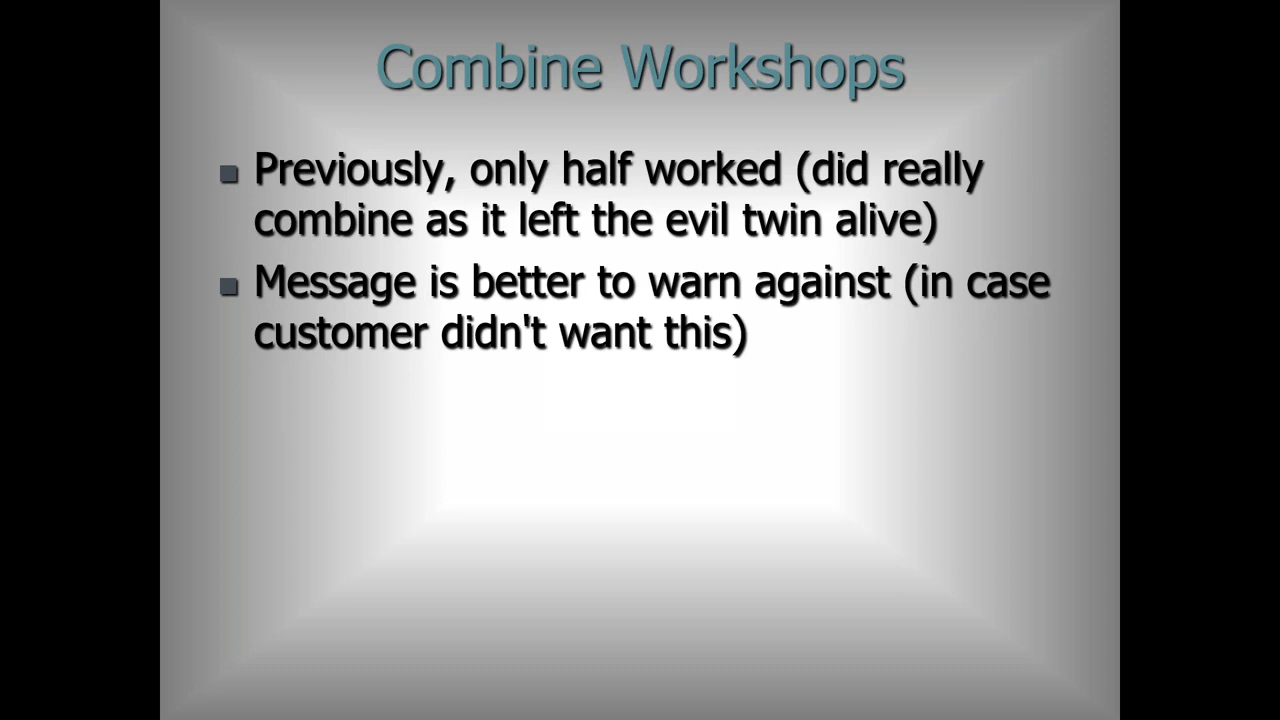 Combine Workshops
Previously, only half worked (did really
combine as it left the evil twin alive)
Message is better to warn against (in case
customer didn't want this)